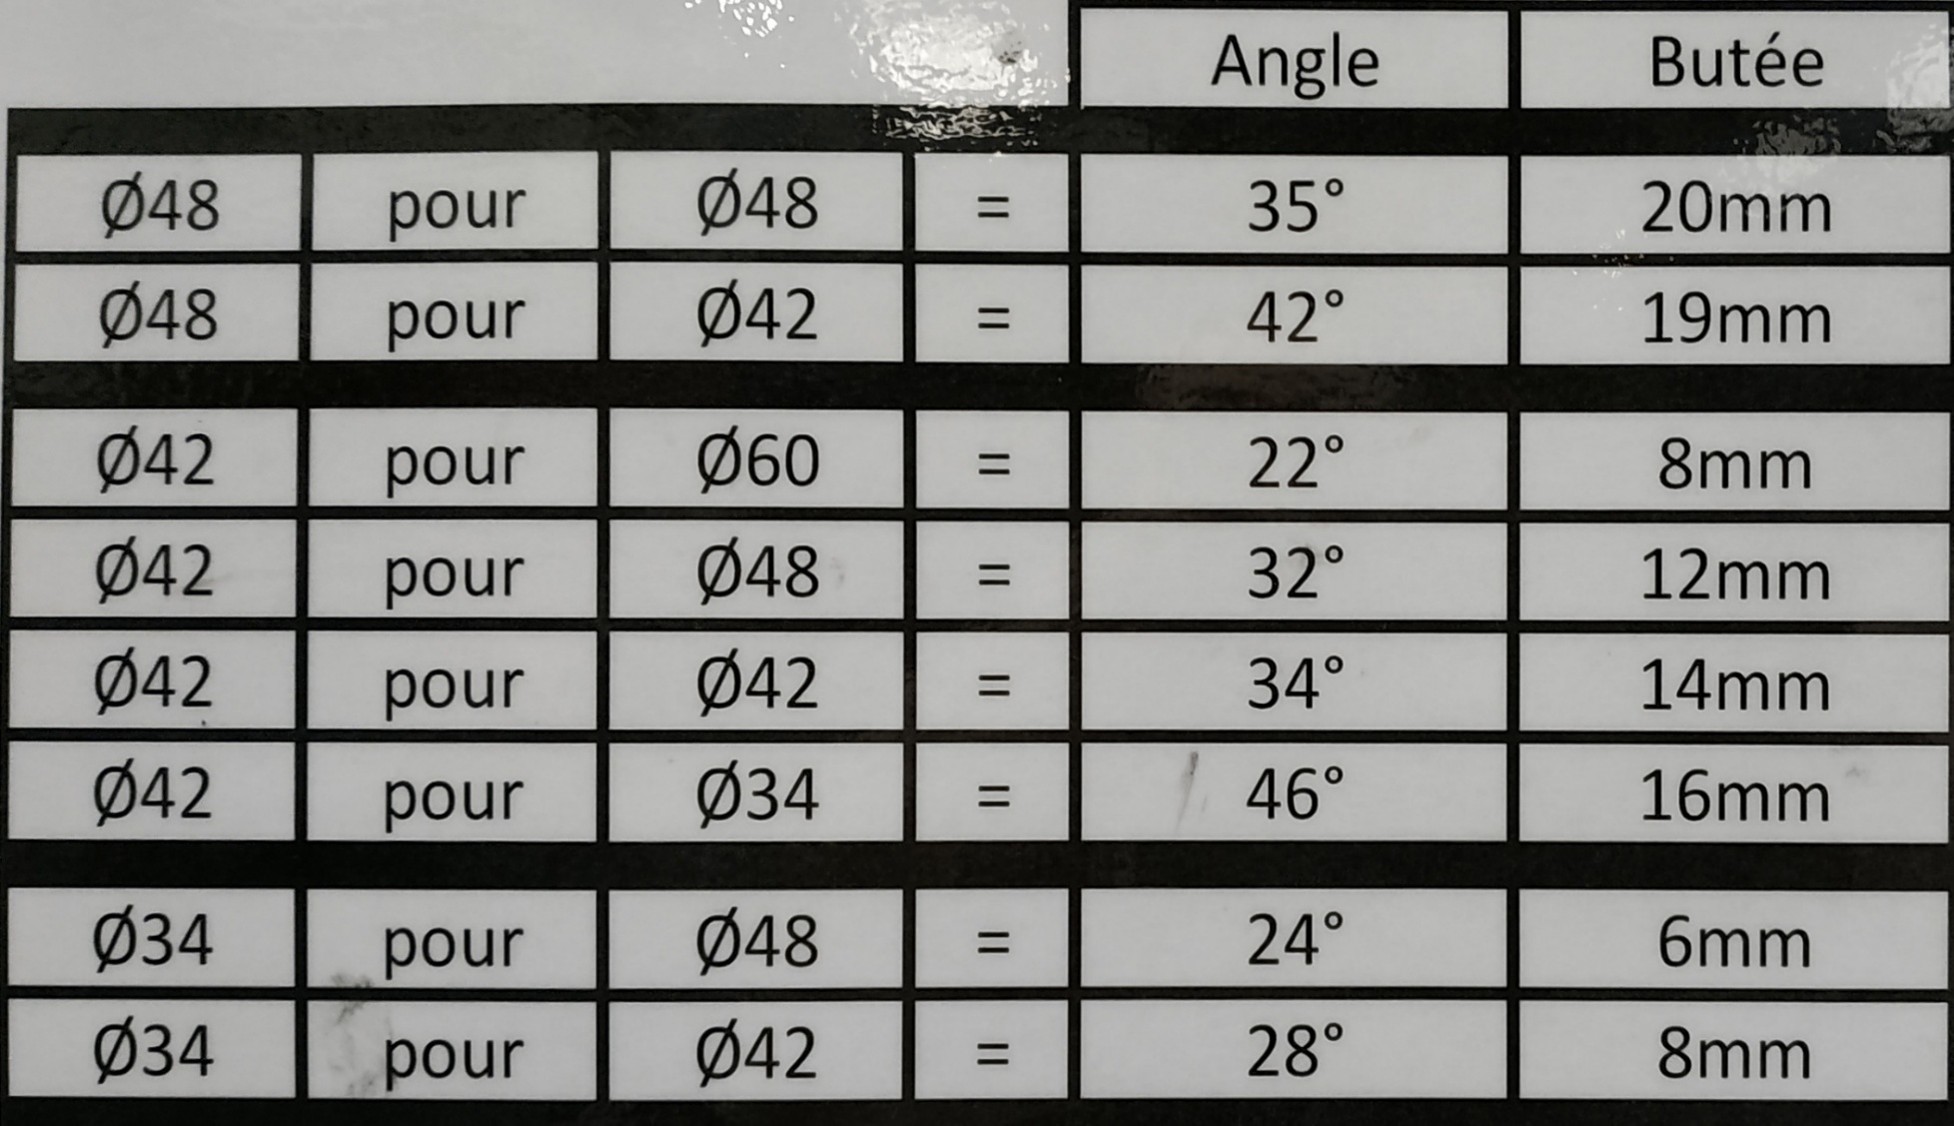 Angle Butée
Ø48 pour Ø48 = 35° 20mm
Ø48 pour Ø42 = 42° 19mm
Ø42 pour Ø60 = 22° 8mm
Ø42 pour Ø48 = 32° 12mm
Ø42 pour Ø42 = 34° 14mm
Ø42 pour Ø34 = 46° 16mm
Ø34 pour Ø48 = 24° 6mm
Ø34 pour Ø42 = 28° 8mm